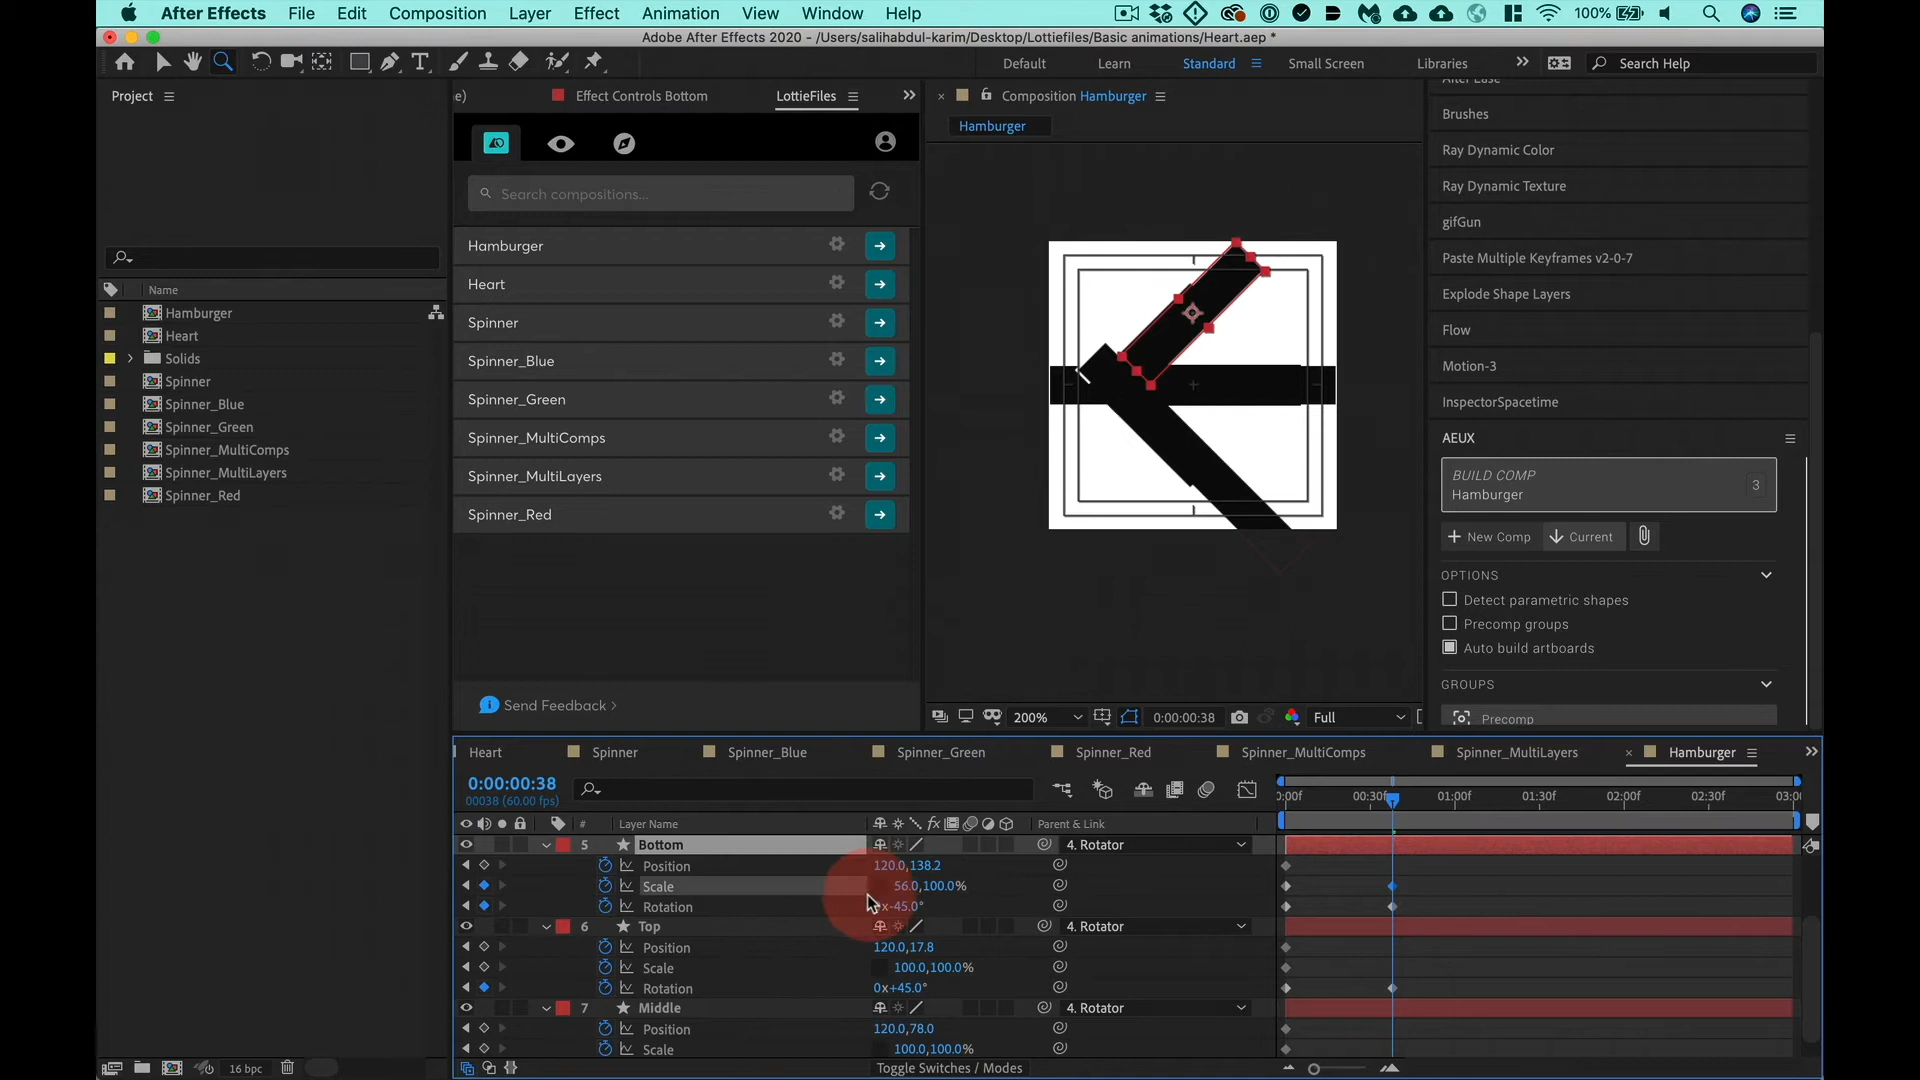 After Effects File Edit Composition Layer Effect Animation View Window Help 100%
Adobe After Effects 2020 - /Users/salihabdul-karim/Desktop/Lottiefiles/Basic animations/Heart.aep *
Default Learn Standard Small Screen Libraries Search Help
Project
e) Effect Controls Bottom LottieFiles
Composition Hamburger
Hamburger
Search compositions...
Name
Hamburger
Heart
Solids
Spinner
Spinner_Blue
Spinner_Green
Spinner_MultiComps
Spinner_MultiLayers
Spinner_Red
Hamburger
Heart
Spinner
Spinner_Blue
Spinner_Green
Spinner_MultiComps
Spinner_MultiLayers
Spinner_Red
Send Feedback >
200% 0:00:00:38 Full
Brushes
Ray Dynamic Color
Ray Dynamic Texture
gifGun
Paste Multiple Keyframes v2-0-7
Explode Shape Layers
Flow
Motion-3
InspectorSpacetime
AEUX
BUILD COMP
Hamburger 3
New Comp Current
OPTIONS
Detect parametric shapes
Precomp groups
Auto build artboards
GROUPS
Precomp
Heart Spinner Spinner_Blue Spinner_Green Spinner_Red Spinner_MultiComps Spinner_MultiLayers Hamburger
0:00:00:38
00038 (60.00 fps)
:00f 00:30f 01:00f 01:30f 02:00f 02:30f 03:0
# Layer Name fx Parent & Link
5 Bottom 4. Rotator
Position 120.0,138.2
Scale 56.0,100.0%
Rotation x-45.0°
6 Top 4. Rotator
Position 120.0,17.8
Scale 100.0,100.0%
Rotation 0x+45.0°
7 Middle 4. Rotator
Position 120.0,78.0
Scale 100.0,100.0%
16 bpc Toggle Switches / Modes